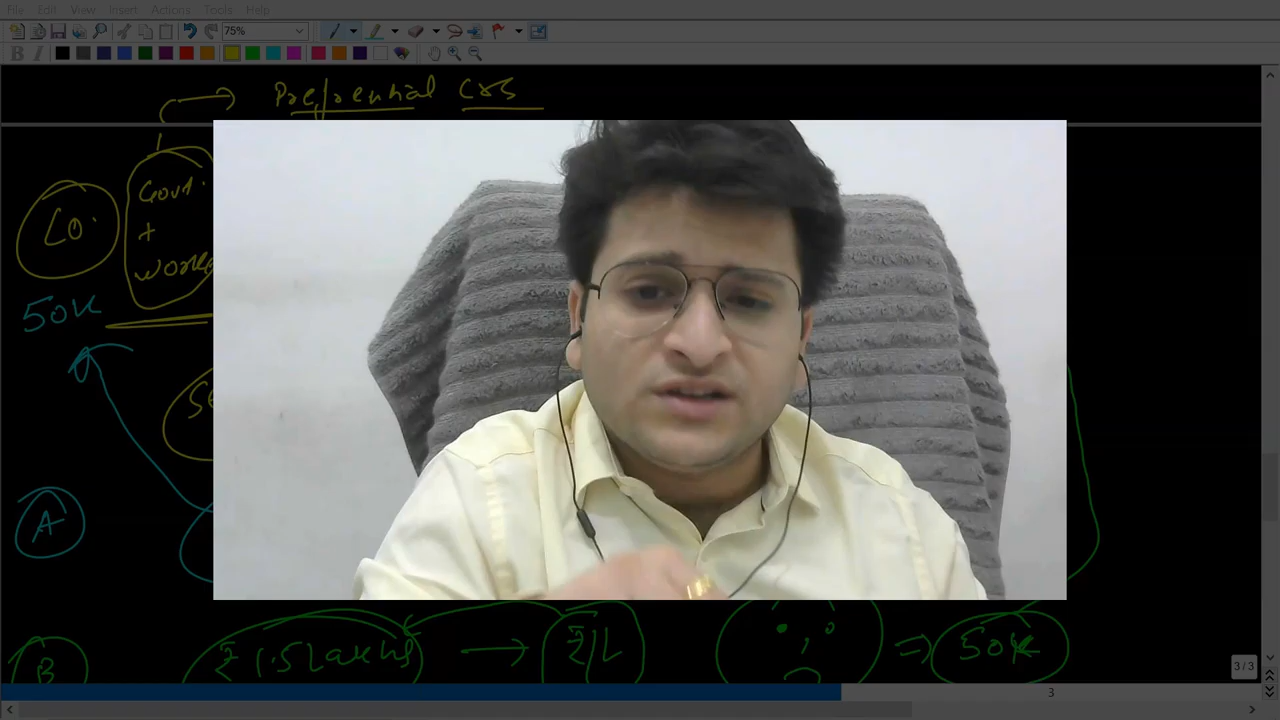 File Edit View Insert Actions Tools Help
75%
B I
Preferential CRS
Govt.
Co.
+
50K
A
₹1.5 Lakhs → ₹1L ⇒ 50K
B
3/3
3